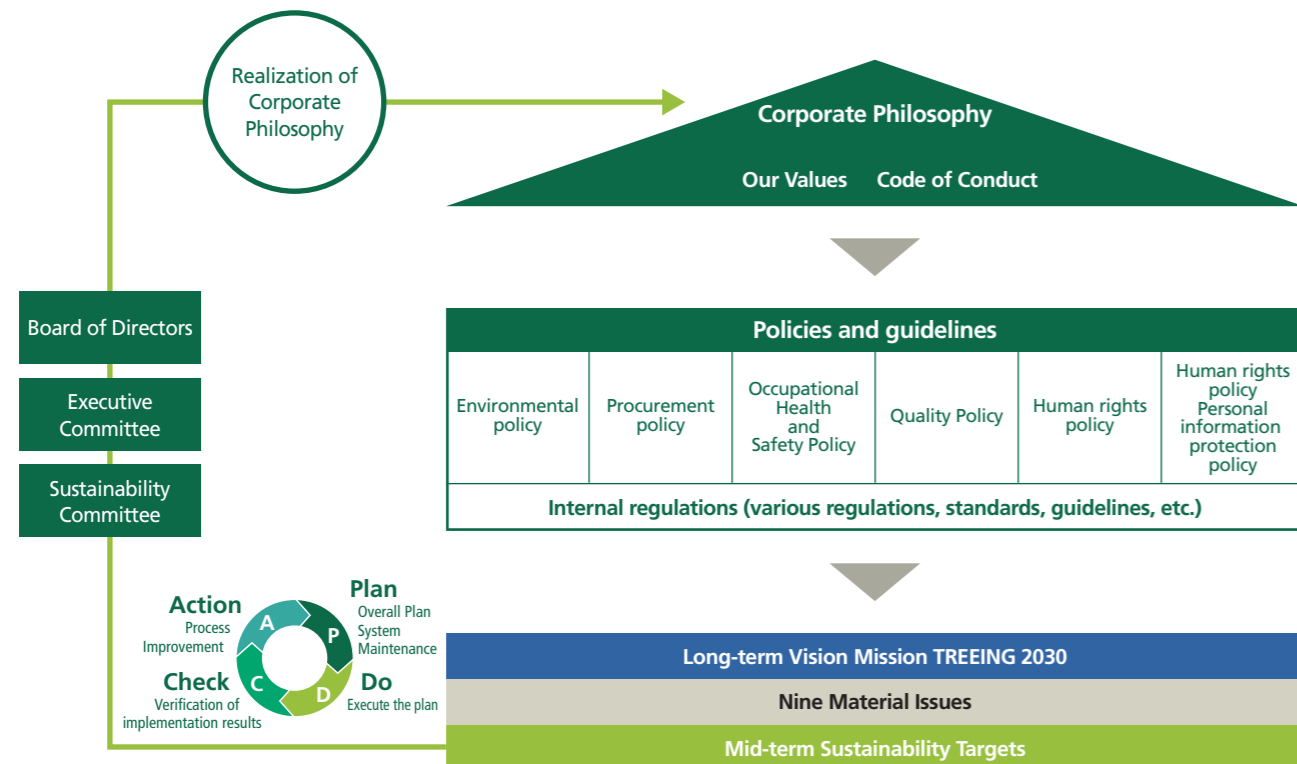 Realization of
Corporate
Philosophy
Corporate Philosophy
Our Values Code of Conduct
Board of Directors
Executive
Committee
Sustainability
Committee
Policies and guidelines
Environmental
policy
Procurement
policy
Occupational
Health
and
Safety Policy
Quality Policy
Human rights
policy
Human rights
policy
Personal
information
protection
policy
Internal regulations (various regulations, standards, guidelines, etc.)
Action
Process
Improvement
Plan
Overall Plan
System
Maintenance
A
P
C
D
Check
Verification of
implementation results
Do
Execute the plan
Long-term Vision Mission TREEING 2030
Nine Material Issues
Mid-term Sustainability Targets